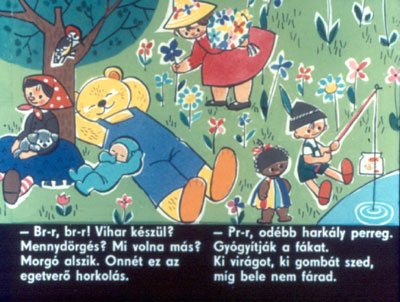 — Br-r, br-r! Vihar készül?
Mennydörgés? Mi volna más?
Morgó alszik. Onnét ez az
egetverő horkolás.
— Pr-r, odébb harkály perreg.
Gyógyítják a fákat.
Ki virágot, ki gombát szed,
míg bele nem fárad.